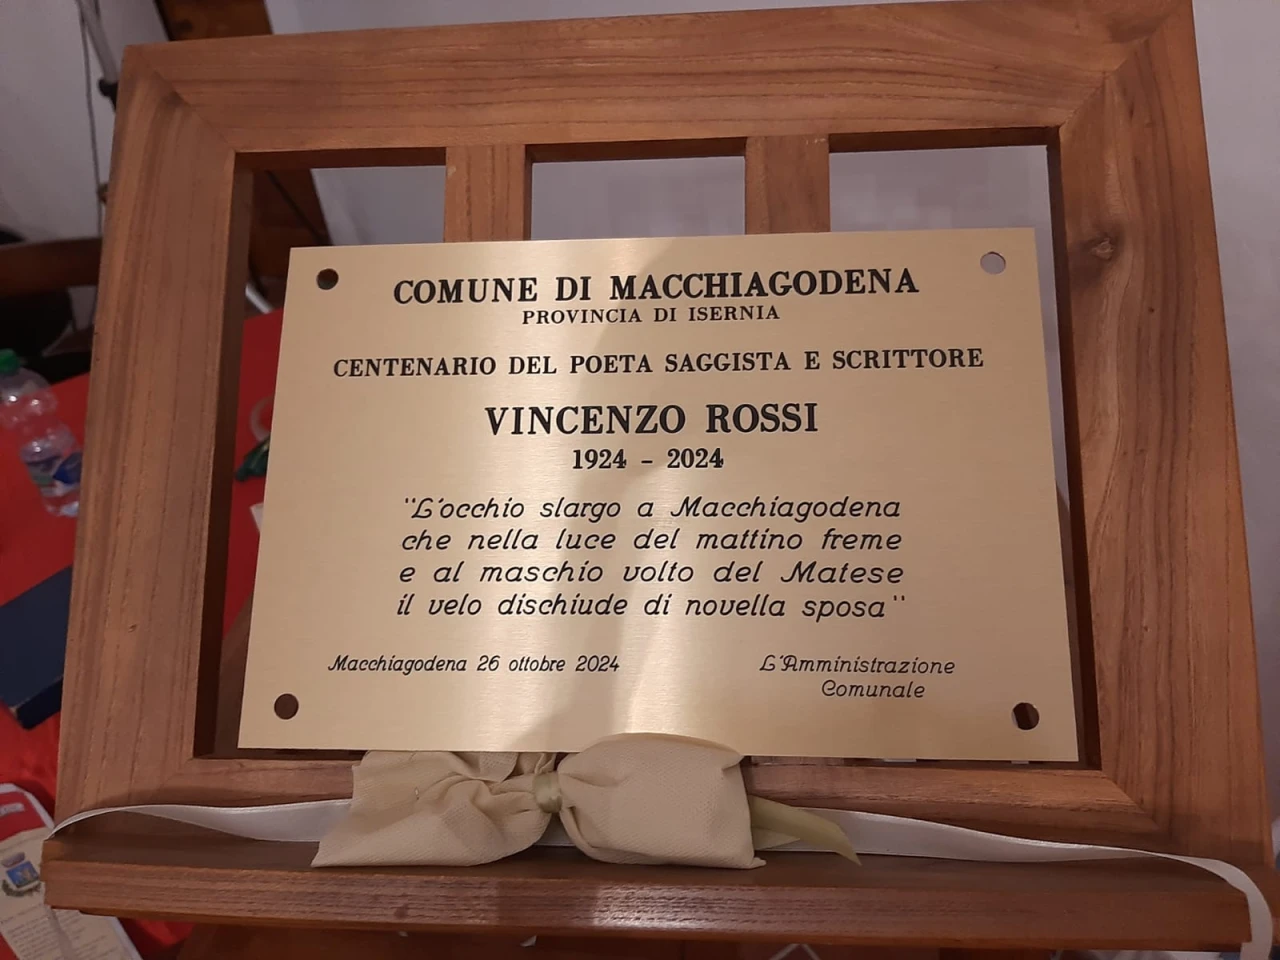 COMUNE DI MACCHIAGODENA
PROVINCIA DI ISERNIA
CENTENARIO DEL POETA SAGGISTA E SCRITTORE
VINCENZO ROSSI
1924 - 2024
"L'occhio slargo a Macchiagodena
che nella luce del mattino freme
e al maschio volto del Matese
il velo dischiude di novella sposa"
Macchiagodena 26 ottobre 2024
L'Amministrazione
Comunale